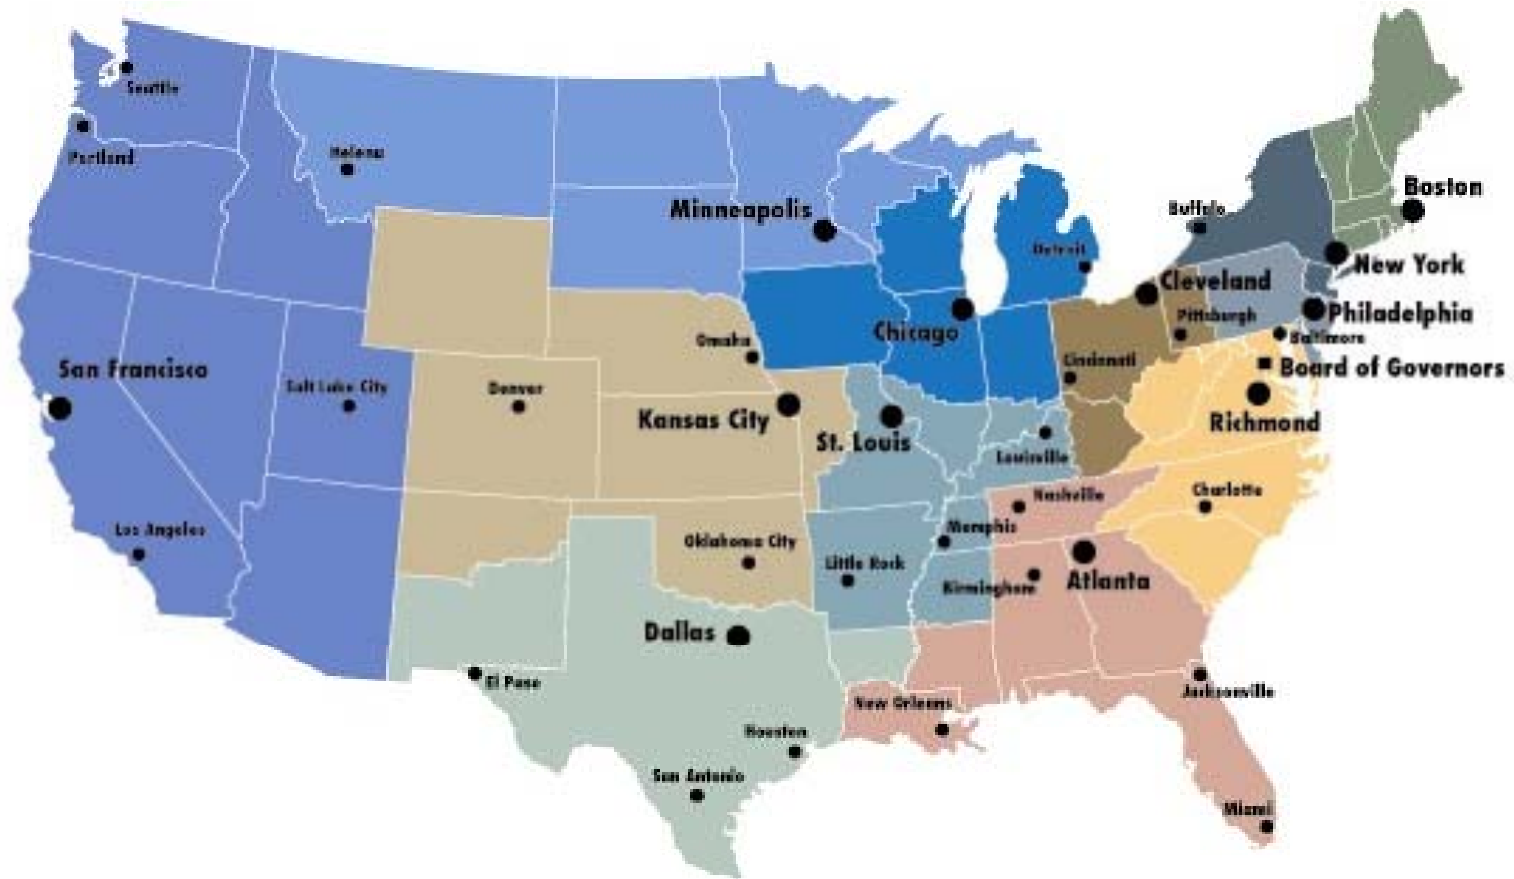 Seattle
Portland
Helena
Minneapolis
Buffalo
Boston
Detroit
New York
Cleveland
Pittsburgh
Philadelphia
Baltimore
Chicago
Omaha
Cincinnati
Board of Governors
San Francisco
Salt Lake City
Denver
Kansas City
St. Louis
Louisville
Richmond
Los Angeles
Nashville
Charlotte
Memphis
Oklahoma City
Little Rock
Birmingham
Atlanta
Dallas
El Paso
New Orleans
Jacksonville
Houston
San Antonio
Miami